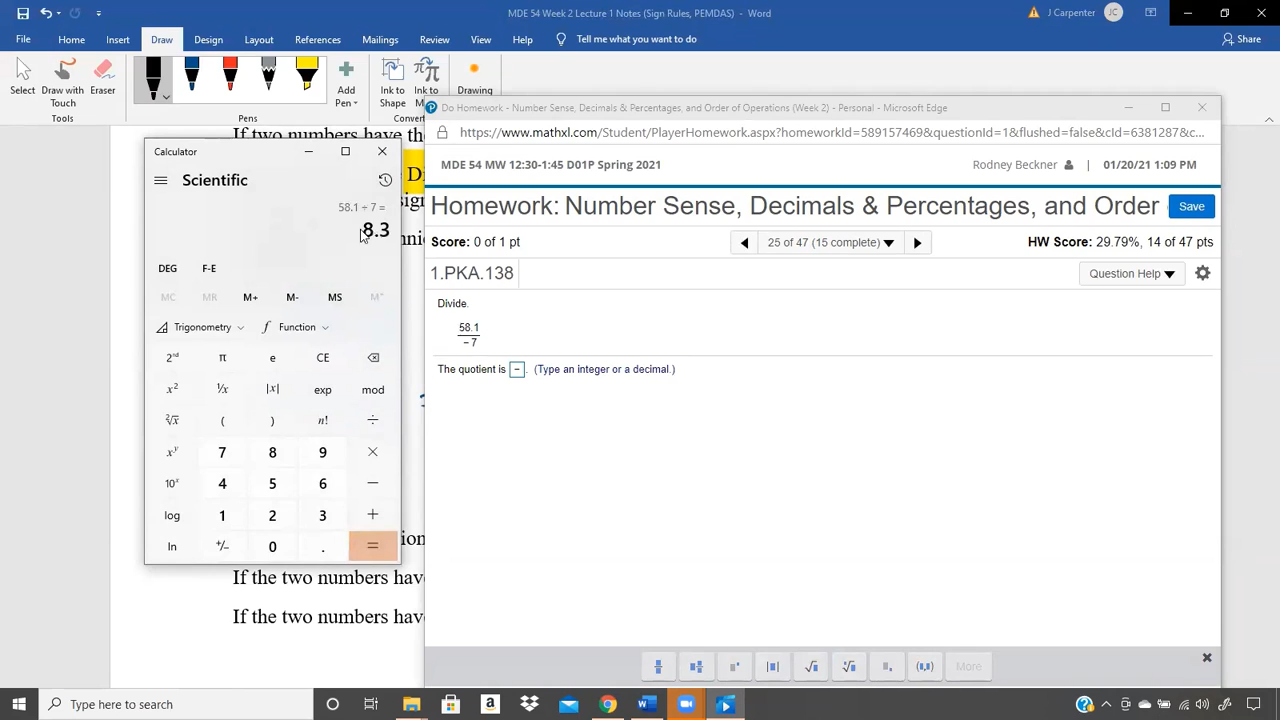 MDE 54 Week 2 Lecture 1 Notes (Sign Rules, PEMDAS) - Word
J Carpenter
JC
File Home Insert Draw Design Layout References Mailings Review View Help Tell me what you want to do
Share
Select
Draw with
Touch
Eraser
Add
Pen
Ink to
Shape
Ink to
Drawing
Tools
Pens
Convert
If two numbers have the
Calculator
Scientific
58.1 ÷ 7 =
8.3
DEG F-E
MC MR M+ M- MS M˅
Trigonometry Function
2ⁿᵈ π e CE
x² ¹⁄x |x| exp mod
²√x ( ) n! ÷
xʸ 7 8 9 ×
10ˣ 4 5 6 −
log 1 2 3 +
ln +/- 0 . =
If the two numbers have
If the two numbers have
Do Homework - Number Sense, Decimals & Percentages, and Order of Operations (Week 2) - Personal - Microsoft Edge
https://www.mathxl.com/Student/PlayerHomework.aspx?homeworkId=589157469&questionId=1&flushed=false&cId=6381287&c...
MDE 54 MW 12:30-1:45 D01P Spring 2021
Rodney Beckner
01/20/21 1:09 PM
Homework: Number Sense, Decimals & Percentages, and Order
Save
Score: 0 of 1 pt
25 of 47 (15 complete)
HW Score: 29.79%, 14 of 47 pts
1.PKA.138
Question Help
Divide.
58.1
-7
The quotient is - . (Type an integer or a decimal.)
More
Type here to search